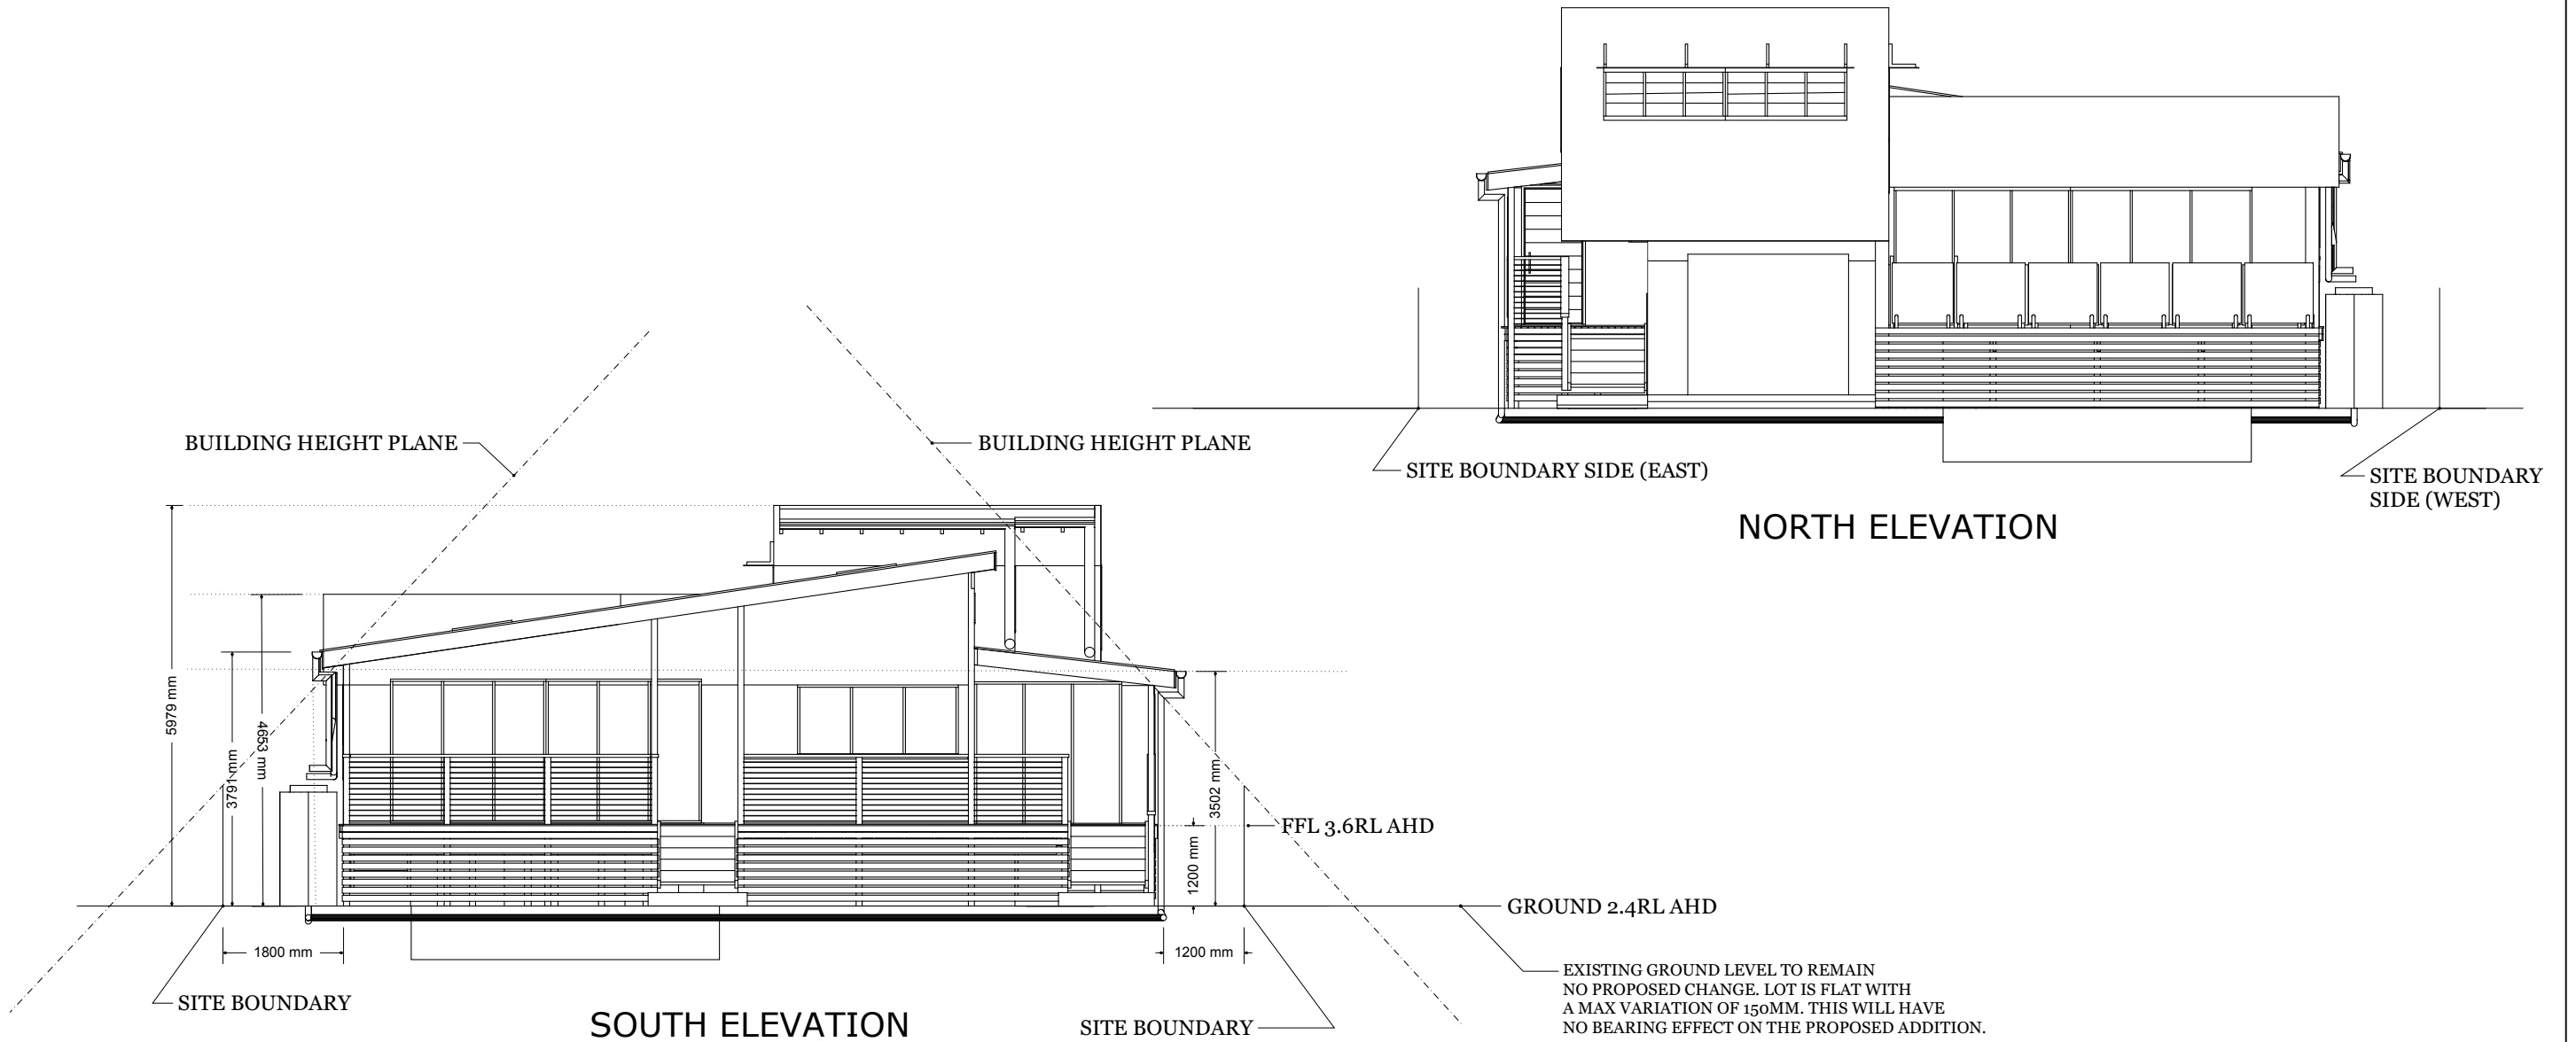 BUILDING HEIGHT PLANE
BUILDING HEIGHT PLANE
SITE BOUNDARY SIDE (EAST)
SITE BOUNDARY
SIDE (WEST)
NORTH ELEVATION
5979 mm
3791 mm
4653 mm
3502 mm
1200 mm
FFL 3.6RL AHD
GROUND 2.4RL AHD
1800 mm
1200 mm
EXISTING GROUND LEVEL TO REMAIN
NO PROPOSED CHANGE. LOT IS FLAT WITH
A MAX VARIATION OF 150MM. THIS WILL HAVE
NO BEARING EFFECT ON THE PROPOSED ADDITION.
SITE BOUNDARY
SOUTH ELEVATION
SITE BOUNDARY